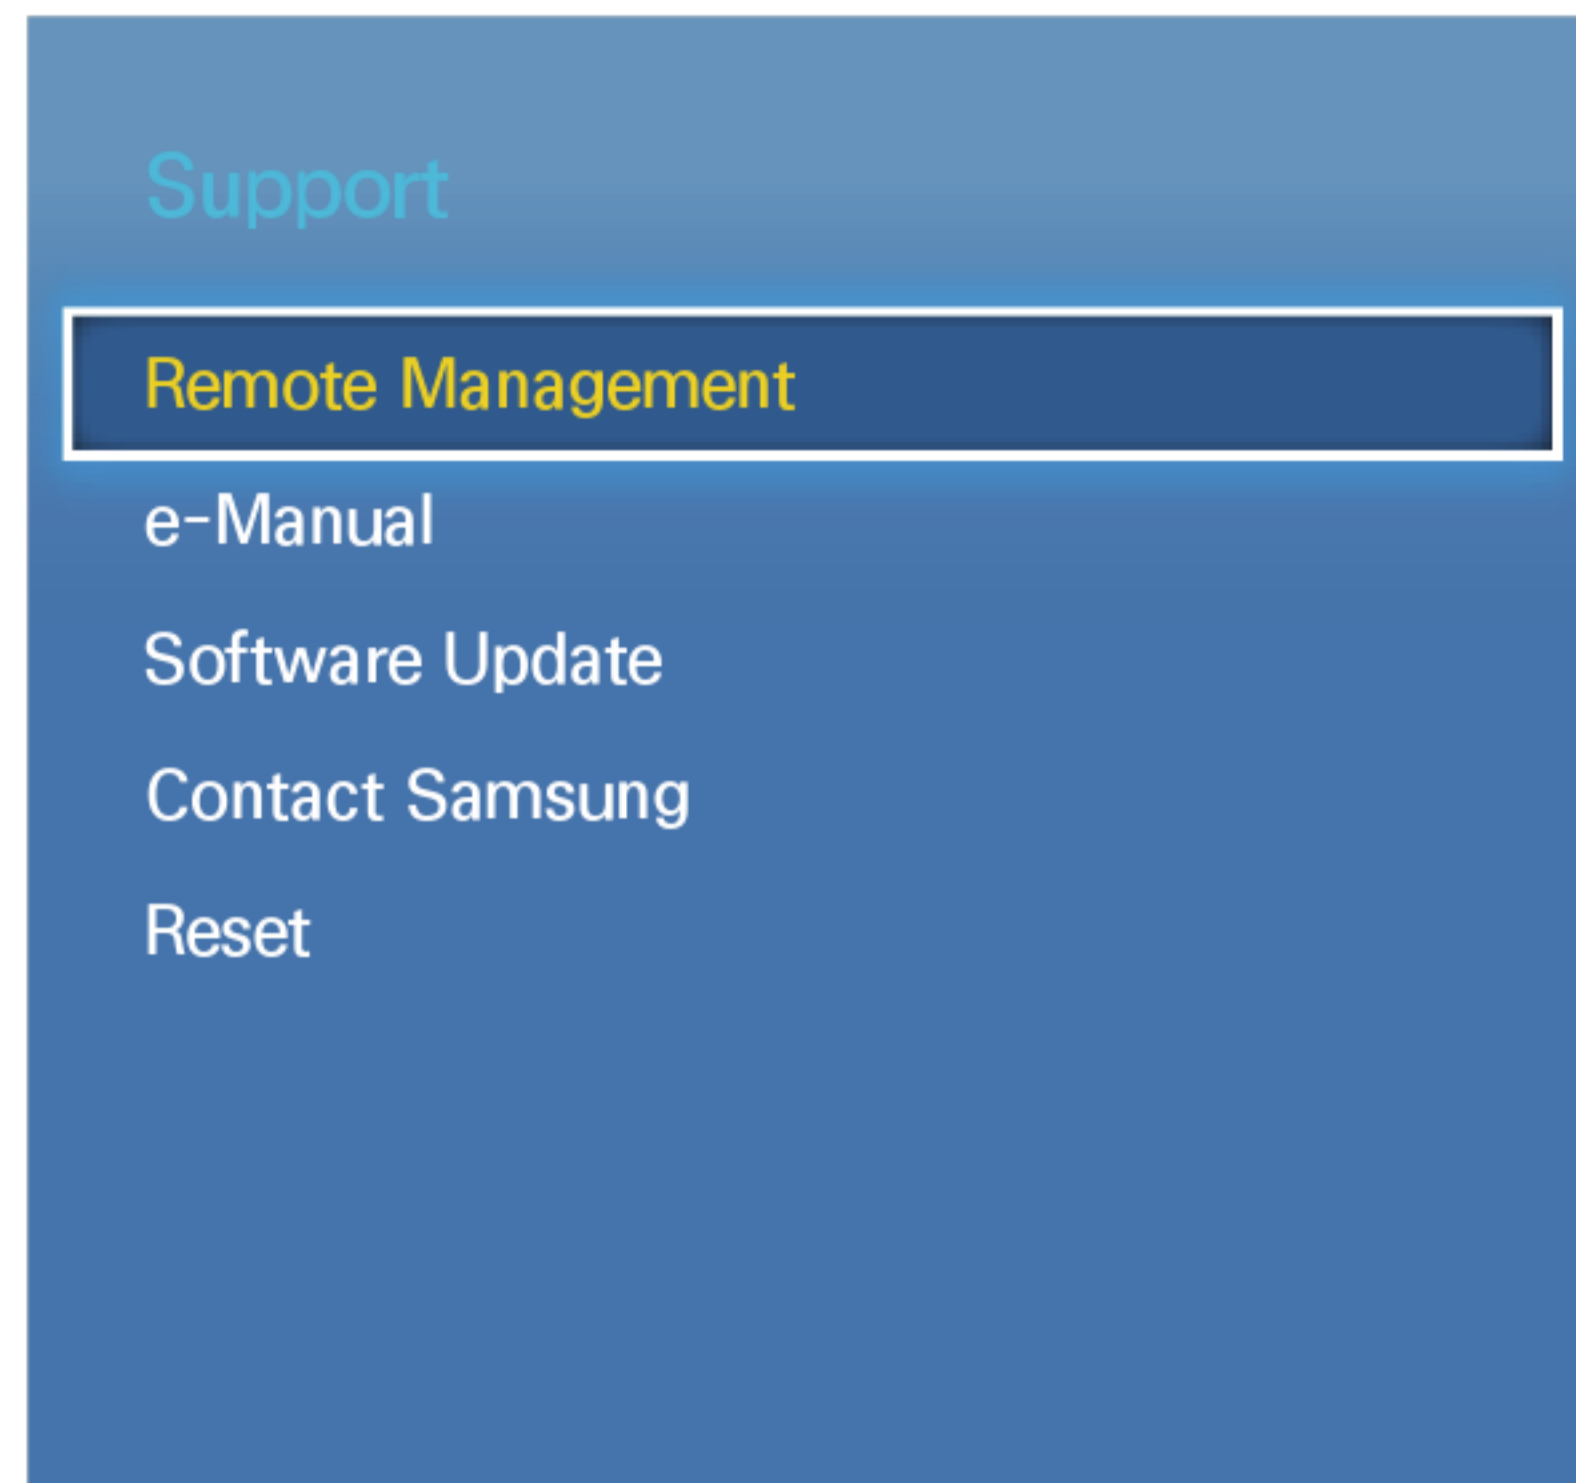 Support
Remote Management
e-Manual
Software Update
Contact Samsung
Reset